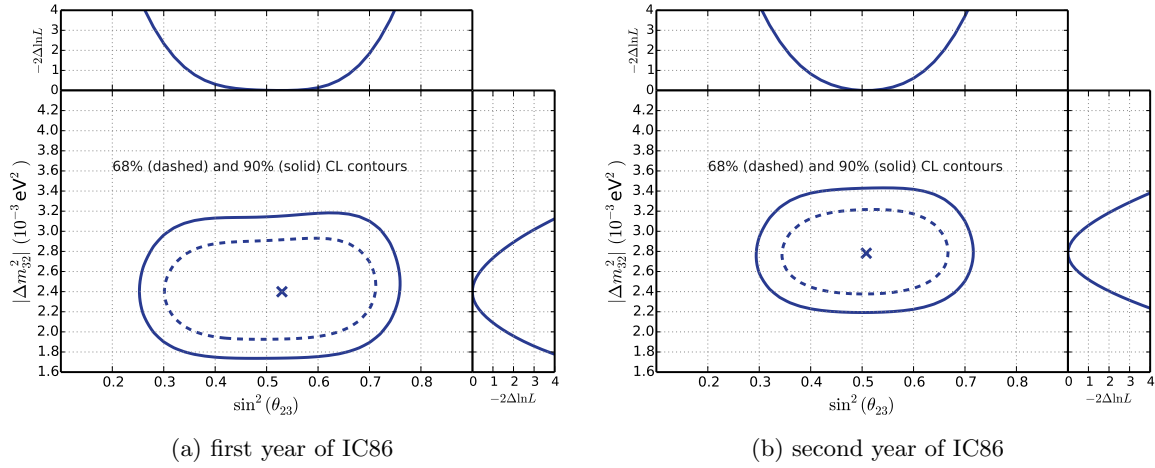 4
3
2
1
0
−2ΔlnL
4.2
4.0
3.8
3.6
3.4
3.2
3.0
2.8
2.6
2.4
2.2
2.0
1.8
1.6
|Δm²₃₂| (10⁻³ eV²)
68% (dashed) and 90% (solid) CL contours
0.2 0.3 0.4 0.5 0.6 0.7 0.8
sin² (θ₂₃)
0 1 2 3 4
−2ΔlnL
(a) first year of IC86
4
3
2
1
0
−2ΔlnL
4.2
4.0
3.8
3.6
3.4
3.2
3.0
2.8
2.6
2.4
2.2
2.0
1.8
1.6
|Δm²₃₂| (10⁻³ eV²)
68% (dashed) and 90% (solid) CL contours
0.2 0.3 0.4 0.5 0.6 0.7 0.8
sin² (θ₂₃)
0 1 2 3 4
−2ΔlnL
(b) second year of IC86